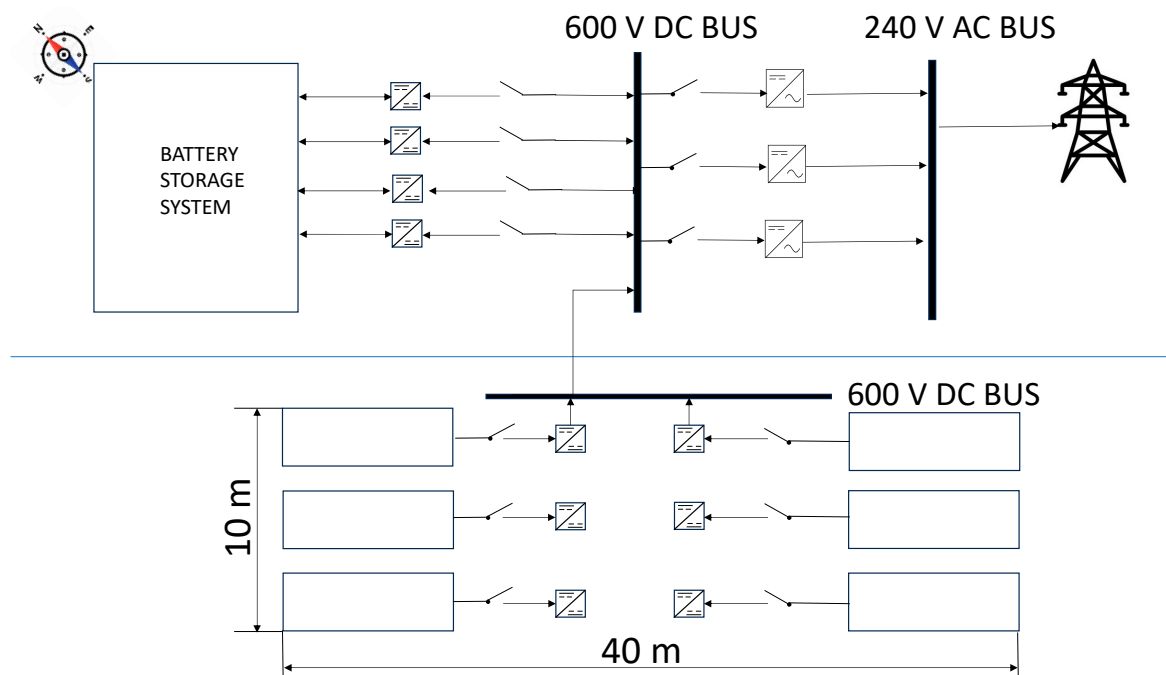 600 V DC BUS
240 V AC BUS
N
E
W
BATTERY
STORAGE
SYSTEM
600 V DC BUS
10 m
40 m